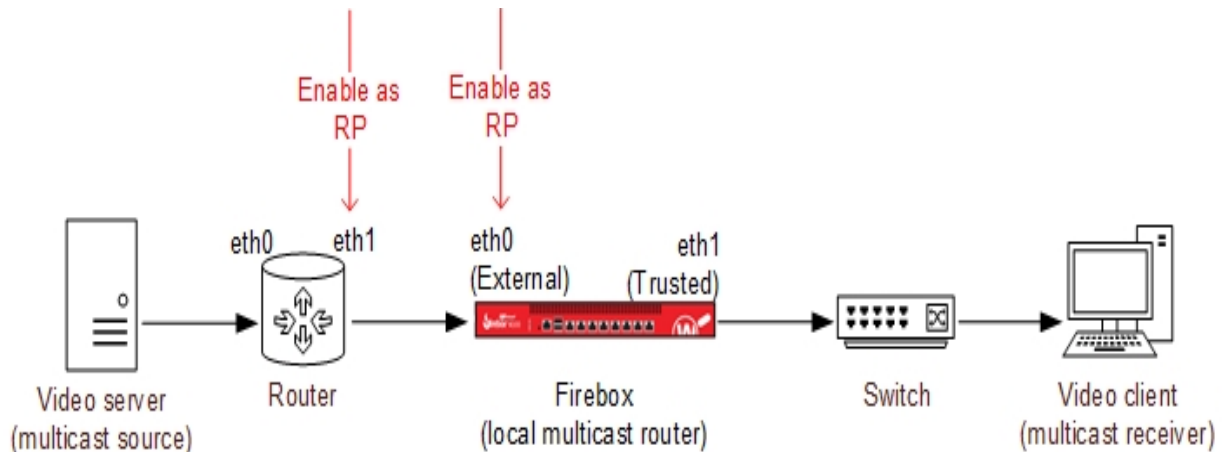 Enable as
RP
Enable as
RP
eth0
eth1
eth0
(External)
eth1
(Trusted)
Video server
(multicast source)
Router
Firebox
(local multicast router)
Switch
Video client
(multicast receiver)